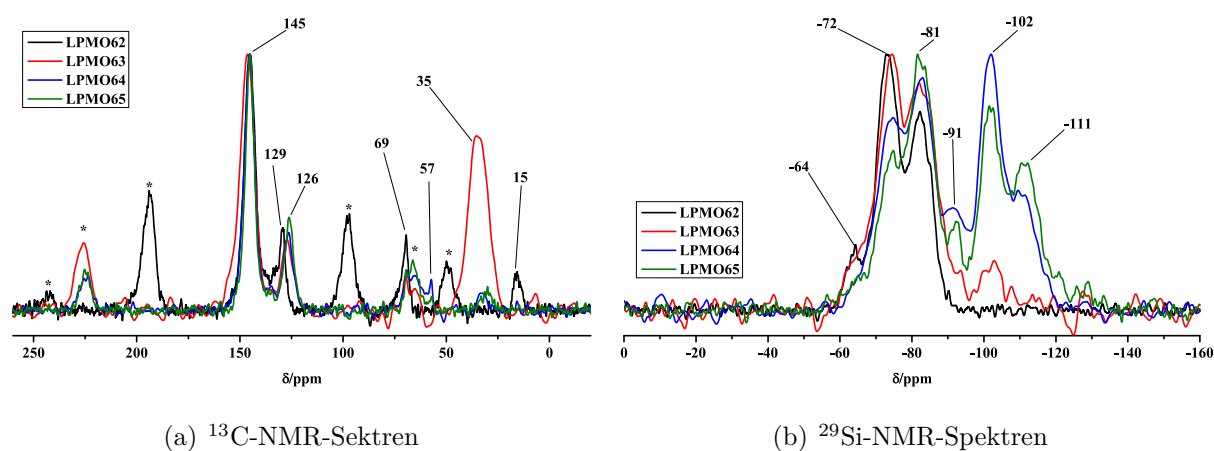 LPMO62
LPMO63
LPMO64
LPMO65
145
129
126
69
57
35
15
*
*
*
*
*
*
250 200 150 100 50 0
δ/ppm
(a) ¹³C-NMR-Sektren
-72
-81
-102
-64
-91
-111
LPMO62
LPMO63
LPMO64
LPMO65
0 -20 -40 -60 -80 -100 -120 -140 -160
δ/ppm
(b) ²⁹Si-NMR-Spektren